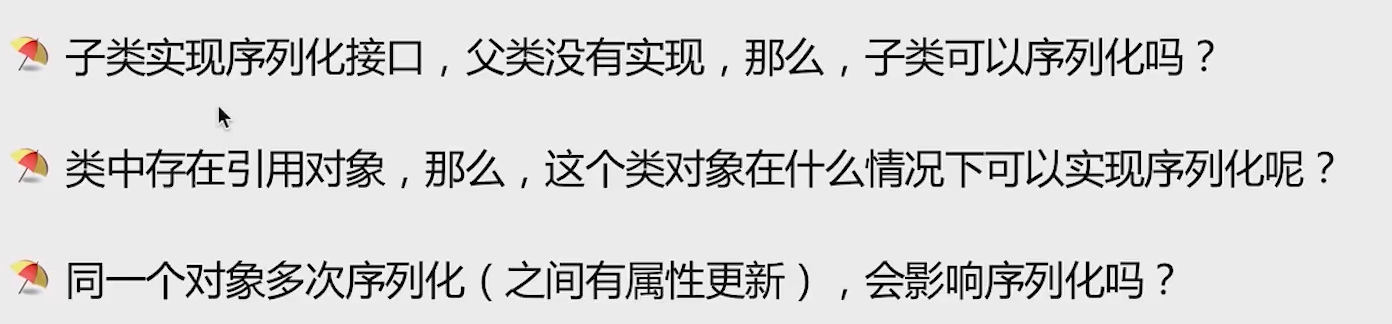 子类实现序列化接口，父类没有实现，那么，子类可以序列化吗？
类中存在引用对象，那么，这个类对象在什么情况下可以实现序列化呢？
同一个对象多次序列化（之间有属性更新），会影响序列化吗？